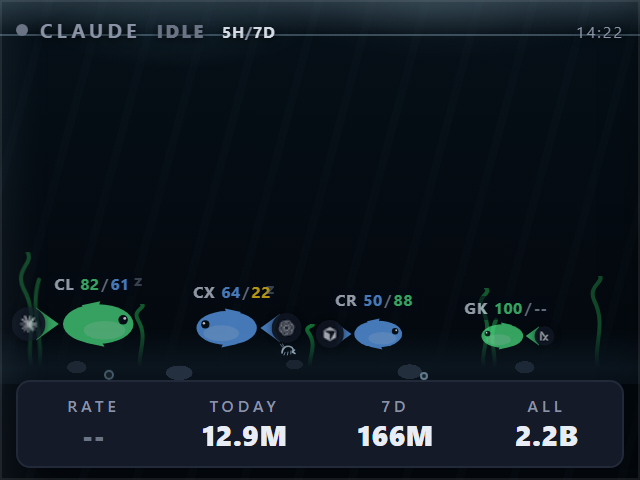 CLAUDE IDLE 5H/7D 14:22
CL 82/61 z
CX 64/22 z
CR 50/88
GK 100/--
RATE TODAY 7D ALL
-- 12.9M 166M 2.2B